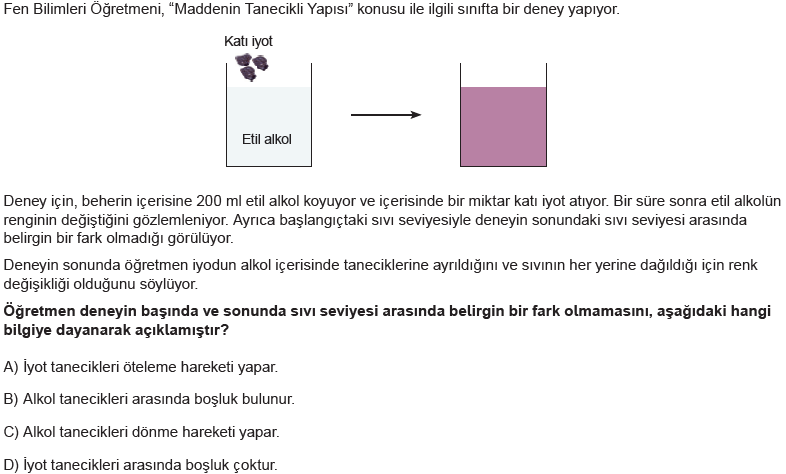 Fen Bilimleri Öğretmeni, “Maddenin Tanecikli Yapısı” konusu ile ilgili sınıfta bir deney yapıyor.
Katı iyot
Etil alkol
Deney için, beherin içerisine 200 ml etil alkol koyuyor ve içerisinde bir miktar katı iyot atıyor. Bir süre sonra etil alkolün
renginin değiştiğini gözlemleniyor. Ayrıca başlangıçtaki sıvı seviyesiyle deneyin sonundaki sıvı seviyesi arasında
belirgin bir fark olmadığı görülüyor.
Deneyin sonunda öğretmen iyodun alkol içerisinde taneciklerine ayrıldığını ve sıvının her yerine dağıldığı için renk
değişikliği olduğunu söylüyor.
Öğretmen deneyin başında ve sonunda sıvı seviyesi arasında belirgin bir fark olmamasını, aşağıdaki hangi
bilgiye dayanarak açıklamıştır?
A) İyot tanecikleri öteleme hareketi yapar.
B) Alkol tanecikleri arasında boşluk bulunur.
C) Alkol tanecikleri dönme hareketi yapar.
D) İyot tanecikleri arasında boşluk çoktur.